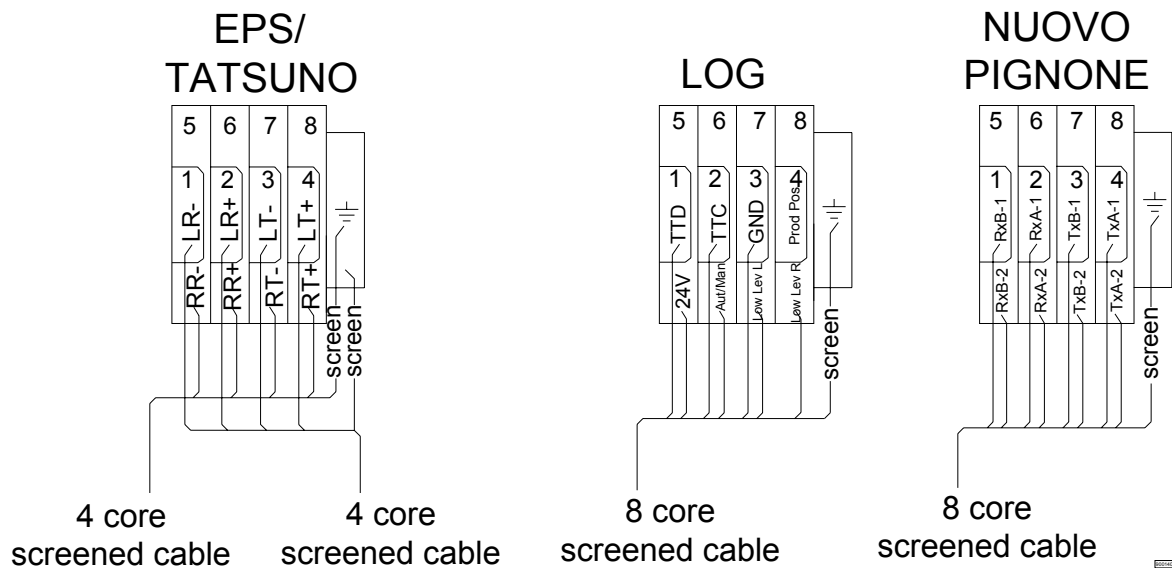 EPS/
TATSUNO
5 6 7 8
1 2 3 4
LR- LR+ LT- LT+
RR- RR+ RT- RT+
screen
screen
4 core
screened cable
4 core
screened cable
LOG
5 6 7 8
1 2 3 4
TTD TTC GND Prod Pos.
24V Aut/Man Low Lev L Low Lev R
screen
8 core
screened cable
NUOVO
PIGNONE
5 6 7 8
1 2 3 4
RxB-1 RxA-1 TxB-1 TxA-1
RxB-2 RxA-2 TxB-2 TxA-2
screen
8 core
screened cable